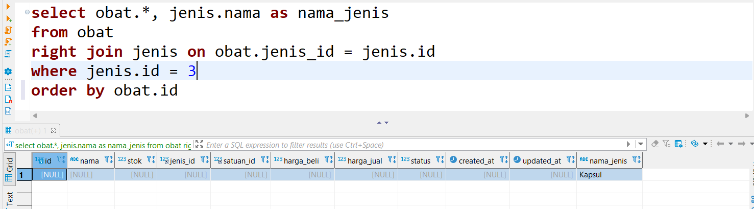 select obat.*, jenis.nama as nama_jenis
from obat
right join jenis on obat.jenis_id = jenis.id
where jenis.id = 3
order by obat.id
select obat.*, jenis.nama as nama_jenis from obat Enter a SQL expression to filter results (use Ctrl+Space)
Grid
Text
id nama stok jenis_id satuan_id harga_beli harga_jual status created_at updated_at nama_jenis
1 [NULL] [NULL] [NULL] [NULL] [NULL] [NULL] [NULL] [NULL] [NULL] [NULL] Kapsul